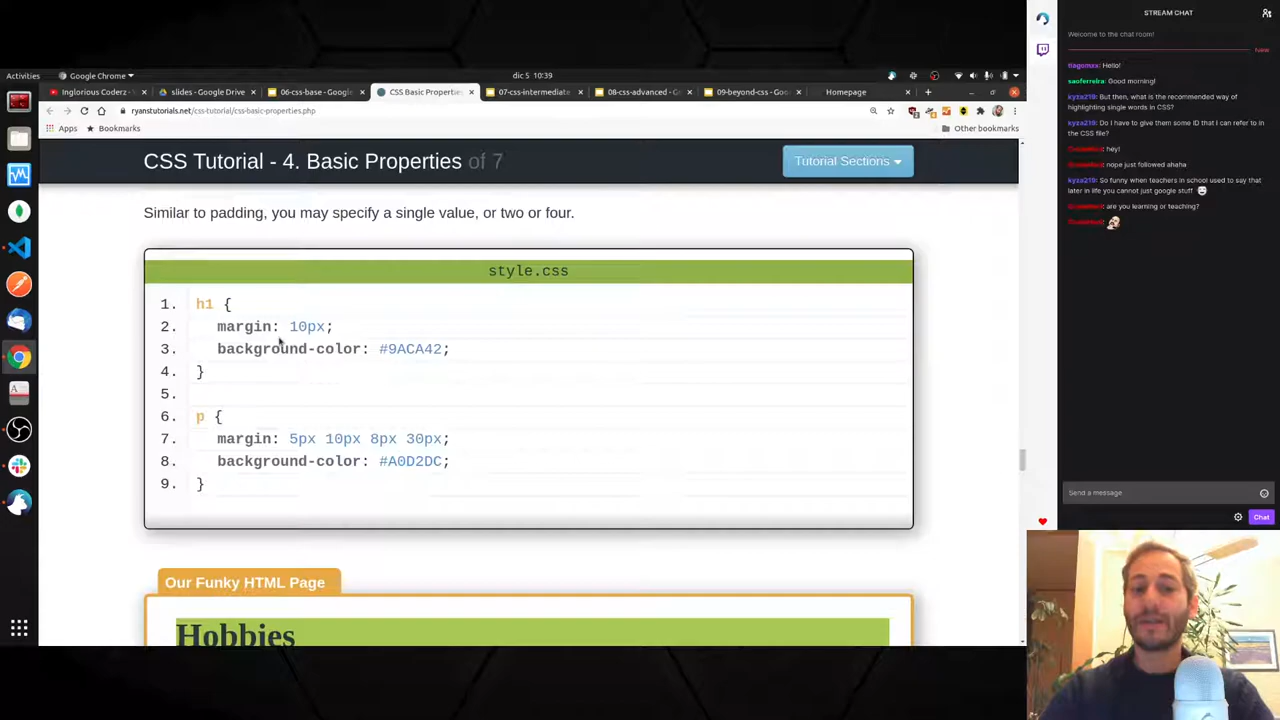 Activities
Google Chrome
dic 5 10:39
Inglorious Coderz - M
slides - Google Drive
06-css-base - Google
CSS Basic Properties
07-css-intermediate
08-css-advanced - Go
09-beyond-css - Goog
Homepage
ryanstutorials.net/css-tutorial/css-basic-properties.php
Apps
Bookmarks
Other bookmarks
CSS Tutorial - 4. Basic Properties of 7
Tutorial Sections
Similar to padding, you may specify a single value, or two or four.
style.css
1. h1 {
2. margin: 10px;
3. background-color: #9ACA42;
4. }
5.
6. p {
7. margin: 5px 10px 8px 30px;
8. background-color: #A0D2DC;
9. }
Our Funky HTML Page
Hobbies
STREAM CHAT
Welcome to the chat room!
New
Hello!
saoferreira: Good morning!
kyza219: But then, what is the recommended way of
highlighting single words in CSS?
kyza219: Do I have to give them some ID that I can refer to
in the CSS file?
hey!
nope just followed ahaha
kyza219: So funny when teachers in school used to say that
later in life you cannot just google stuff
are you learning or teaching?
Send a message
Chat